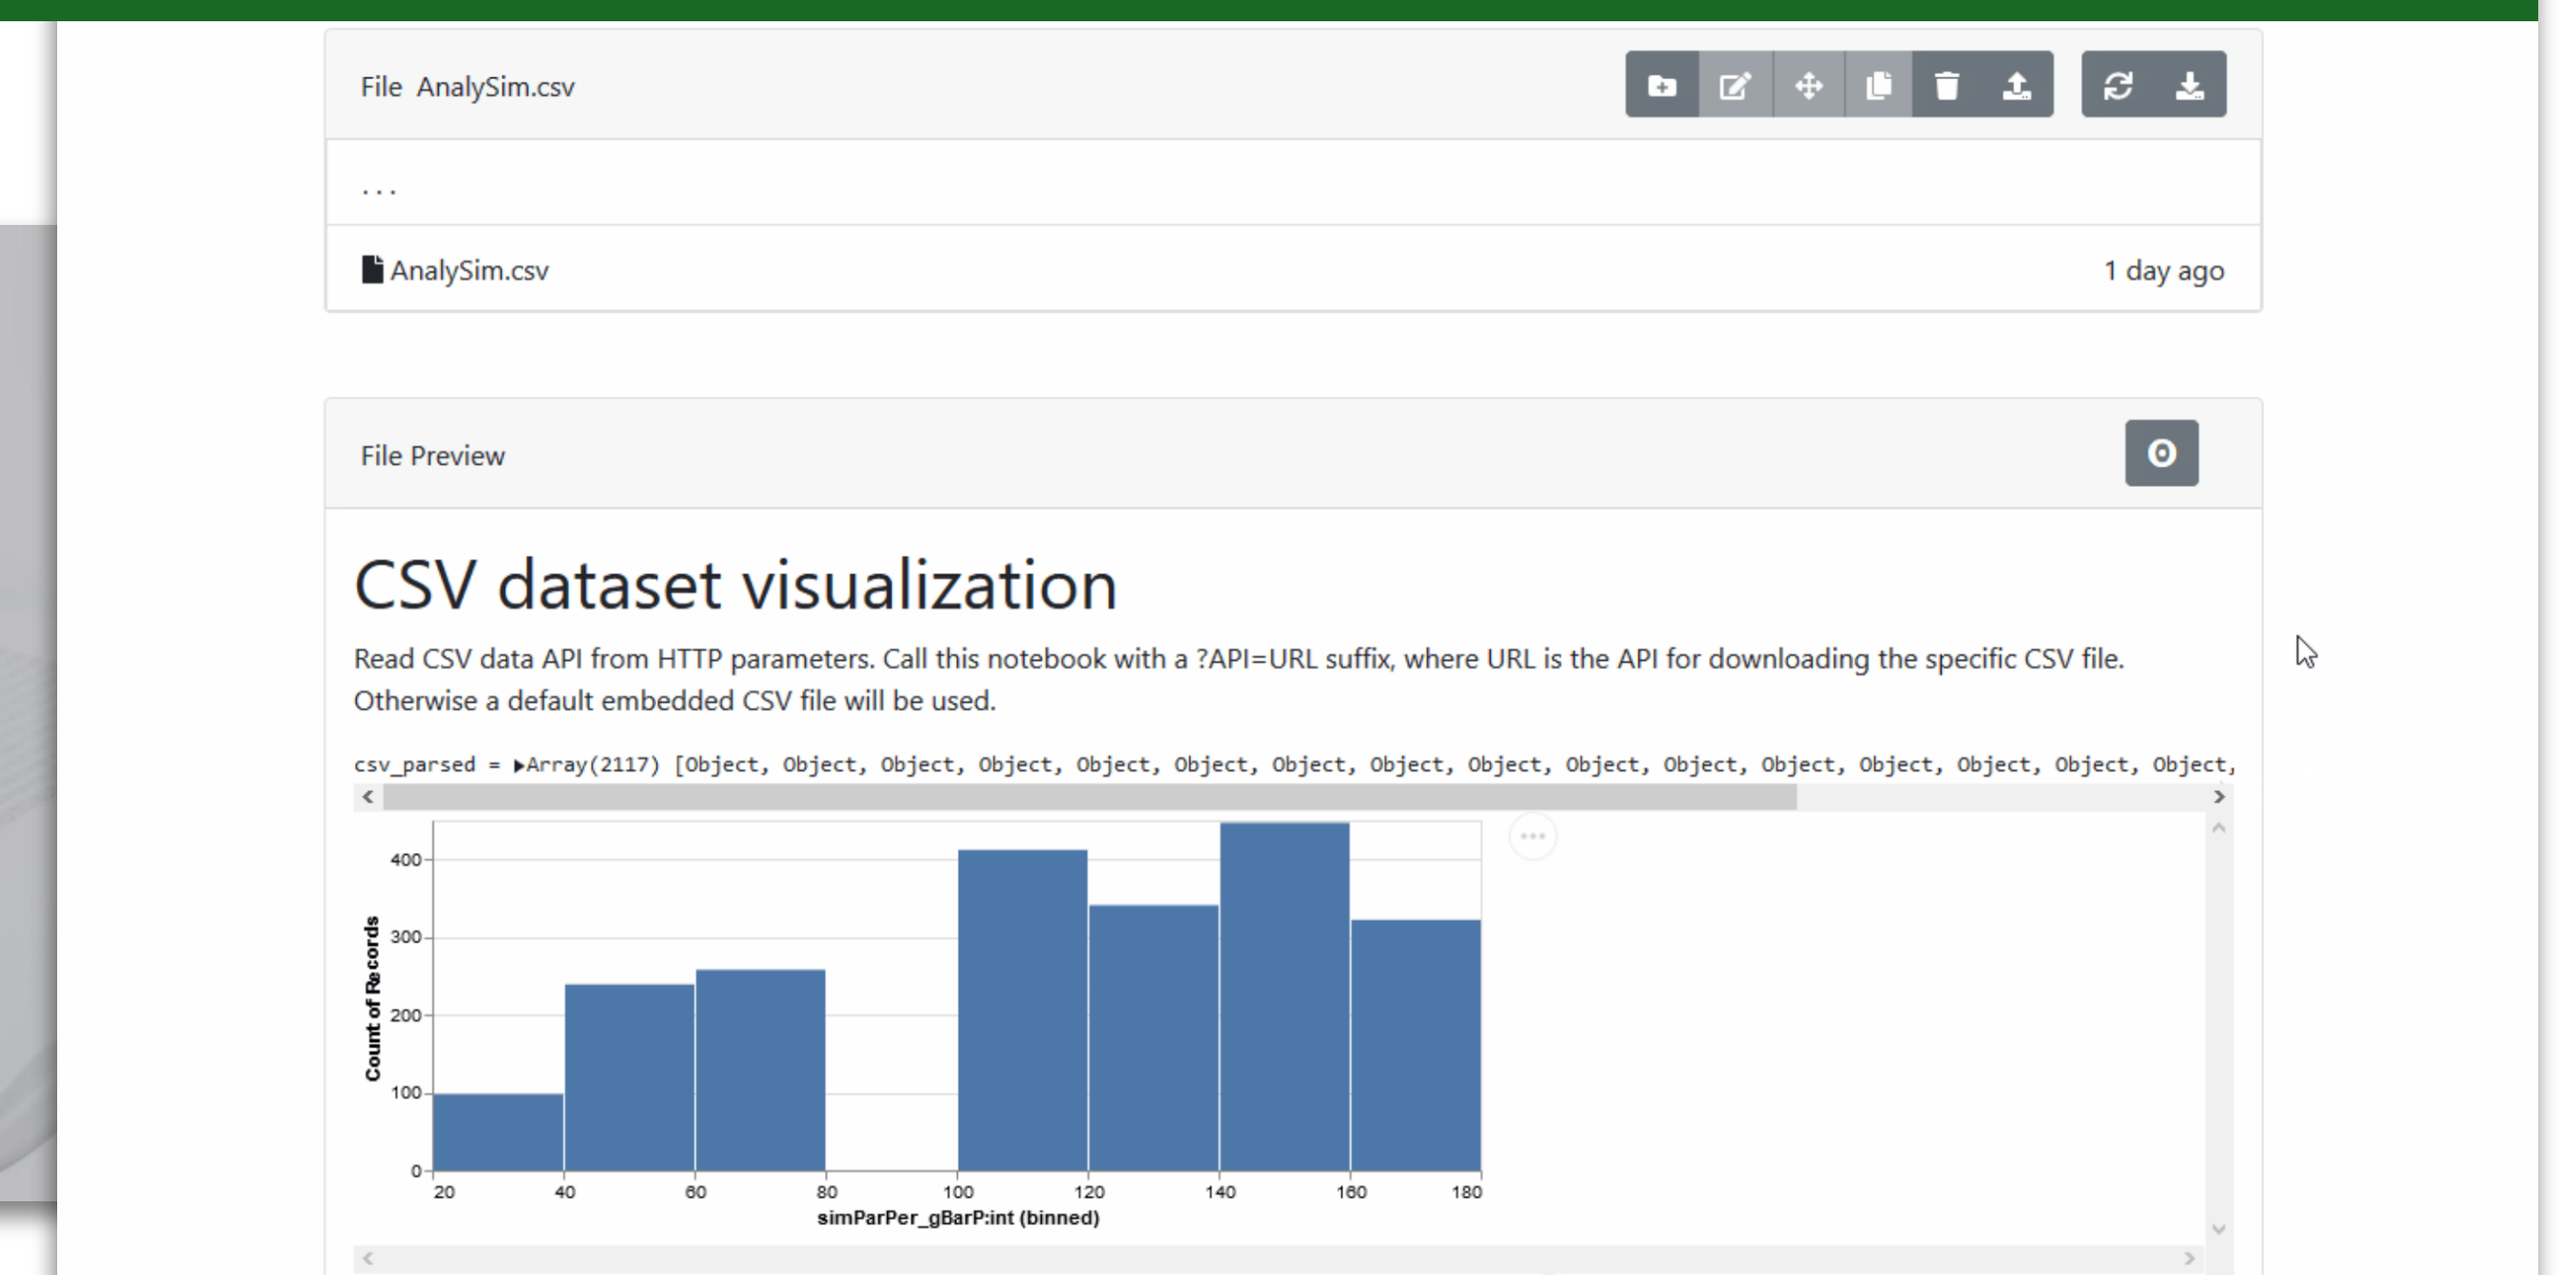 File AnalySim.csv
...
AnalySim.csv
1 day ago
File Preview
CSV dataset visualization
Read CSV data API from HTTP parameters. Call this notebook with a ?API=URL suffix, where URL is the API for downloading the specific CSV file.
Otherwise a default embedded CSV file will be used.
csv_parsed = ▶Array(2117) [Object, Object, Object, Object, Object, Object, Object, Object, Object, Object, Object, Object, Object, Object, Object, Object,
400
300
200
100
0
Count of Records
20 40 60 80 100 120 140 160 180
simParPer_gBarP:int (binned)